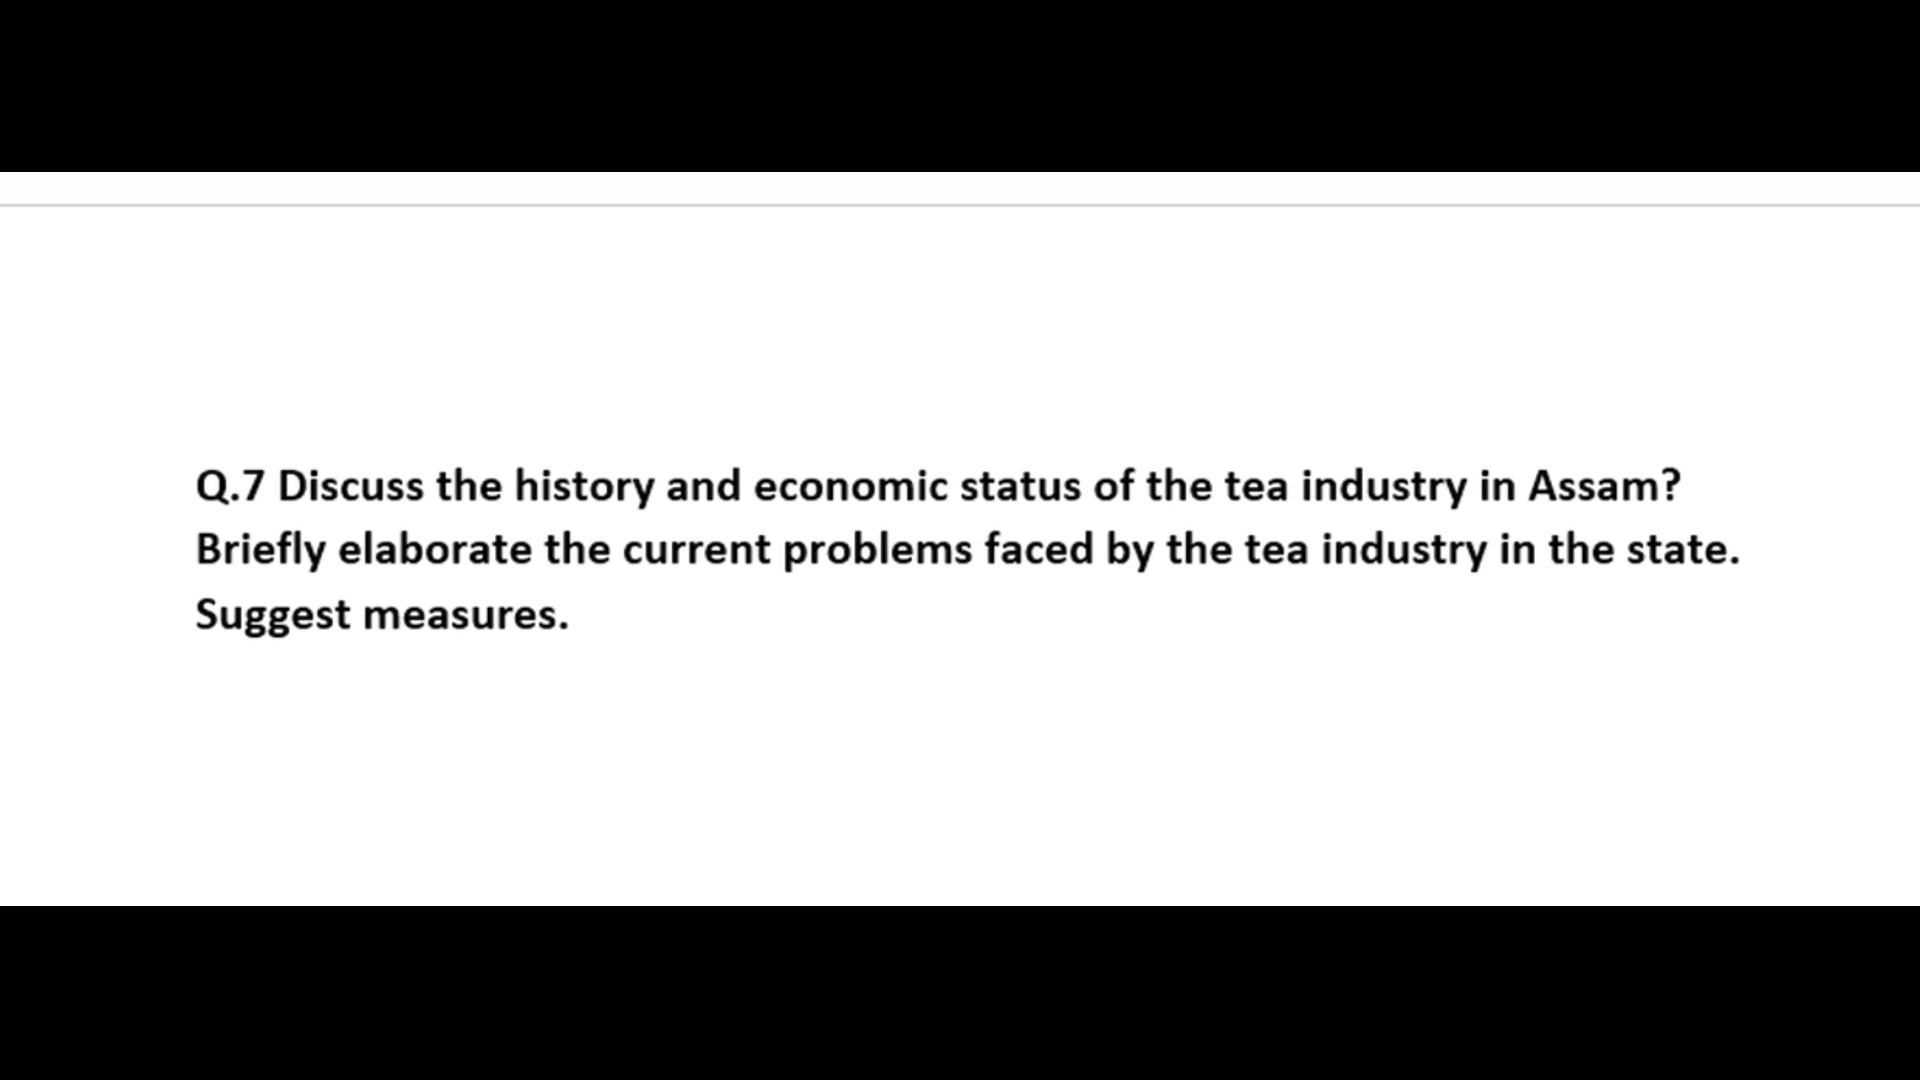 Q.7 Discuss the history and economic status of the tea industry in Assam?
Briefly elaborate the current problems faced by the tea industry in the state.
Suggest measures.